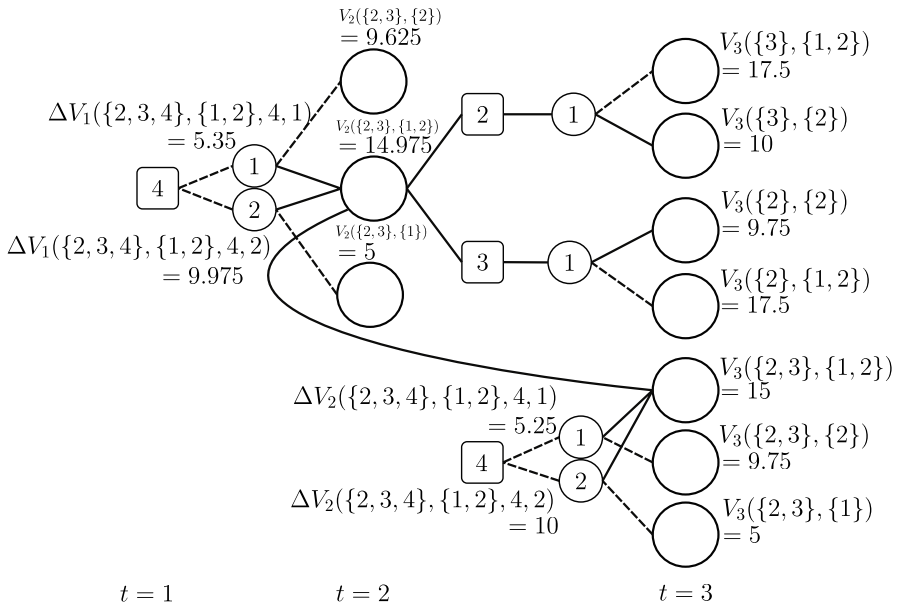 V₂({2, 3}, {2})
= 9.625
V₃({3}, {1, 2})
= 17.5
ΔV₁({2, 3, 4}, {1, 2}, 4, 1)
= 5.35
V₂({2, 3}, {1, 2})
= 14.975
2
1
V₃({3}, {2})
= 10
4
1
2
V₃({2}, {2})
= 9.75
ΔV₁({2, 3, 4}, {1, 2}, 4, 2)
= 9.975
V₂({2, 3}, {1})
= 5
3
1
V₃({2}, {1, 2})
= 17.5
V₃({2, 3}, {1, 2})
= 15
ΔV₂({2, 3, 4}, {1, 2}, 4, 1)
= 5.25
1
V₃({2, 3}, {2})
= 9.75
4
2
ΔV₂({2, 3, 4}, {1, 2}, 4, 2)
= 10
V₃({2, 3}, {1})
= 5
t = 1
t = 2
t = 3